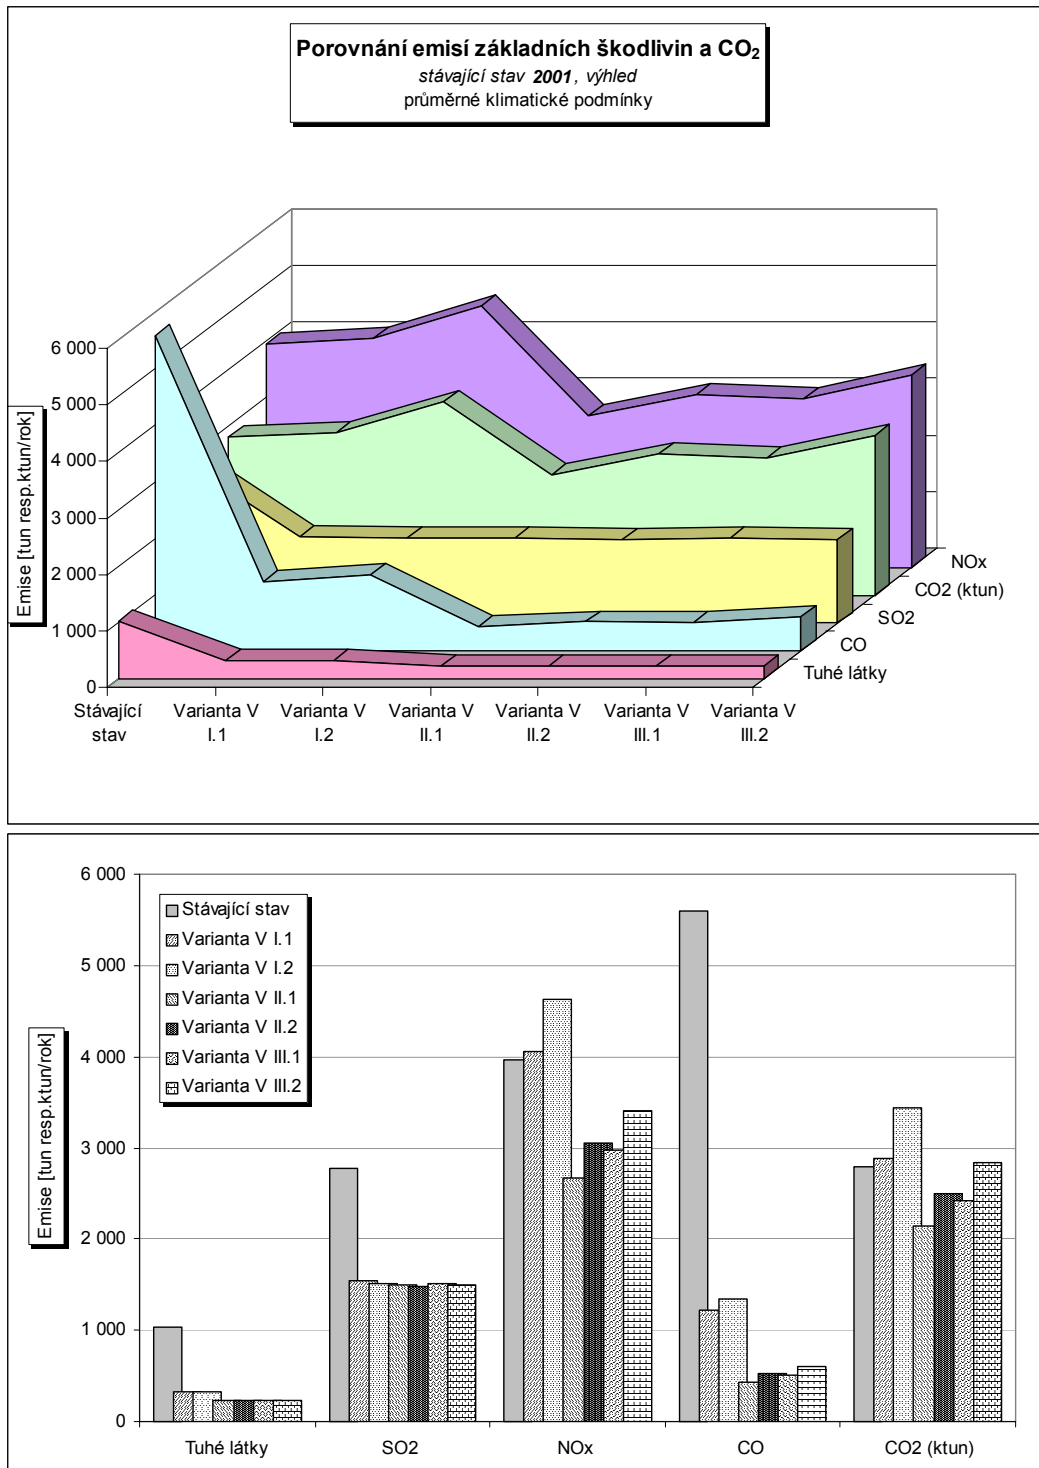 Porovnání emisí základních škodlivin a CO2
stávající stav 2001, výhled
průměrné klimatické podmínky
6 000
5 000
4 000
3 000
2 000
1 000
0
Emise [tun resp.ktun/rok]
Stávající stav
Varianta V I.1
Varianta V I.2
Varianta V II.1
Varianta V II.2
Varianta V III.1
Varianta V III.2
NOx
CO2 (ktun)
SO2
CO
Tuhé látky
6 000
5 000
4 000
3 000
2 000
1 000
0
Emise [tun resp.ktun/rok]
Stávající stav
Varianta V I.1
Varianta V I.2
Varianta V II.1
Varianta V II.2
Varianta V III.1
Varianta V III.2
Tuhé látky
SO2
NOx
CO
CO2 (ktun)